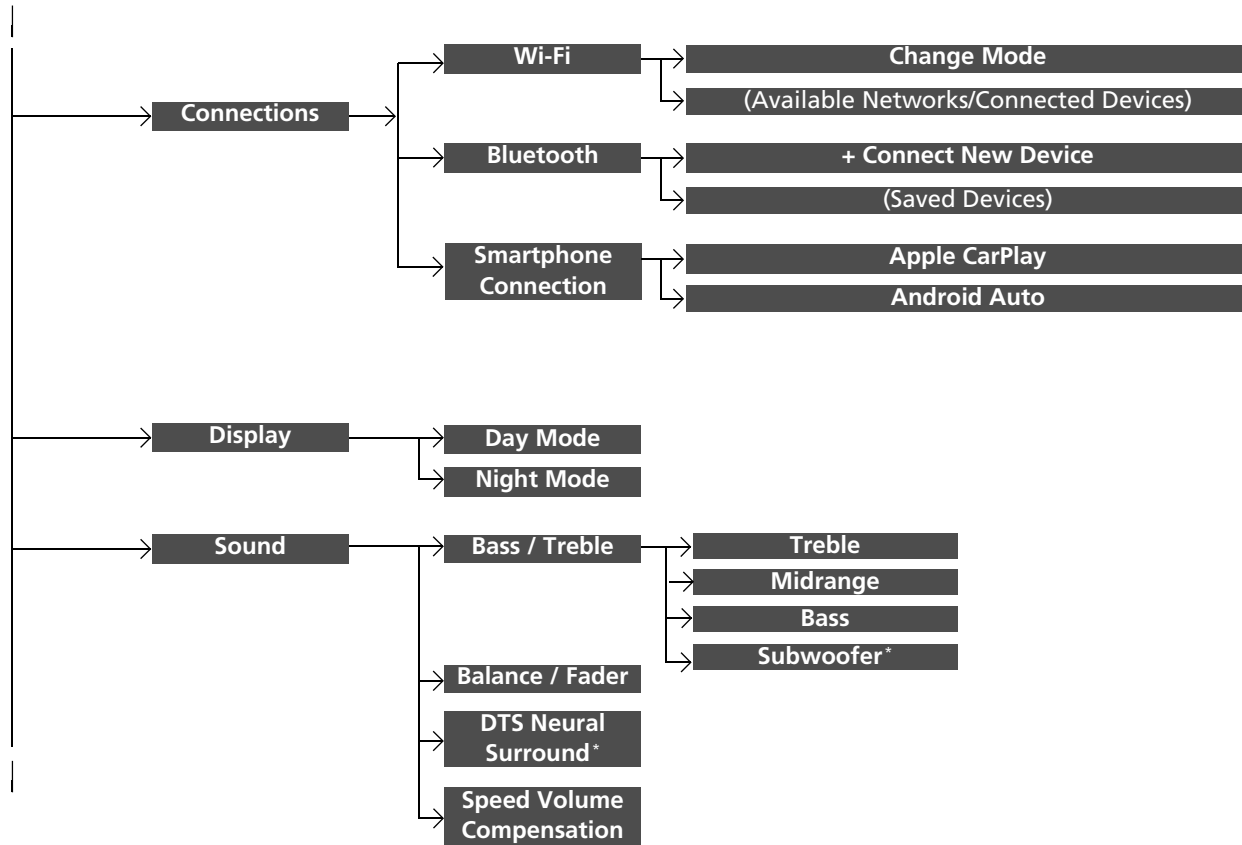 Wi-Fi
Change Mode
(Available Networks/Connected Devices)
Connections
Bluetooth
+ Connect New Device
(Saved Devices)
Smartphone
Connection
Apple CarPlay
Android Auto
Display
Day Mode
Night Mode
Sound
Bass / Treble
Treble
Midrange
Bass
Subwoofer*
Balance / Fader
DTS Neural
Surround*
Speed Volume
Compensation